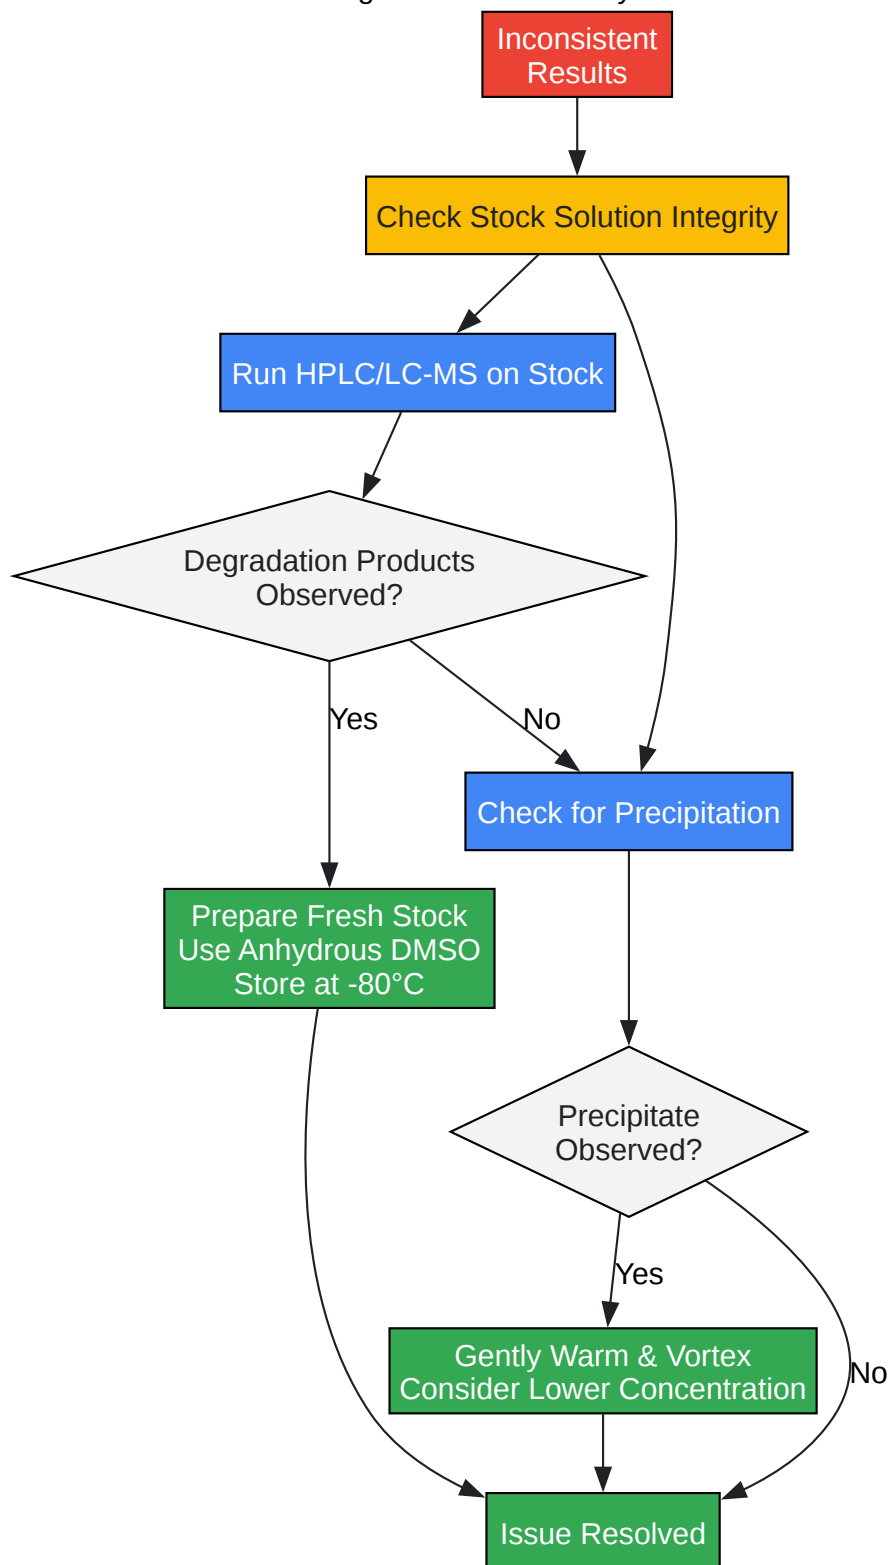 Inconsistent
Results
Check Stock Solution Integrity
Run HPLC/LC-MS on Stock
Degradation Products
Observed?
Yes
No
Check for Precipitation
Prepare Fresh Stock
Use Anhydrous DMSO
Store at -80°C
Precipitate
Observed?
Yes
Gently Warm & Vortex
Consider Lower Concentration
No
Issue Resolved